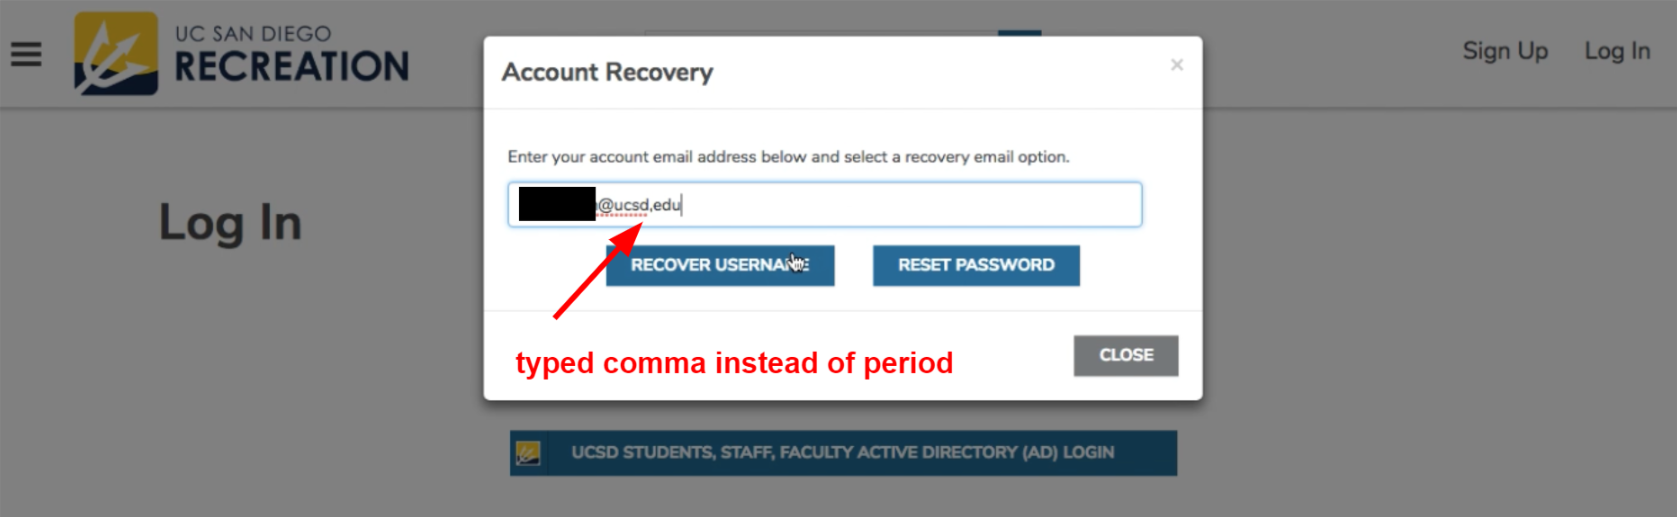 UC SAN DIEGO
RECREATION
Sign Up
Log In
Account Recovery
×
Enter your account email address below and select a recovery email option.
@ucsd,edu
Log In
RECOVER USERNAME
RESET PASSWORD
typed comma instead of period
CLOSE
UCSD STUDENTS, STAFF, FACULTY ACTIVE DIRECTORY (AD) LOGIN